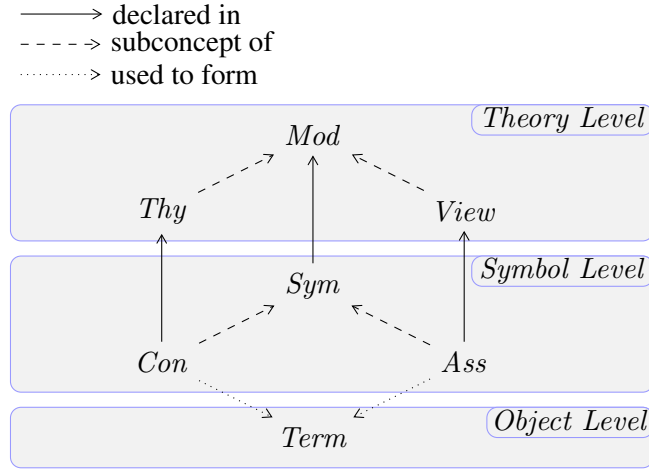 declared in
subconcept of
used to form
Theory Level
Mod
Thy View
Symbol Level
Sym
Con Ass
Object Level
Term